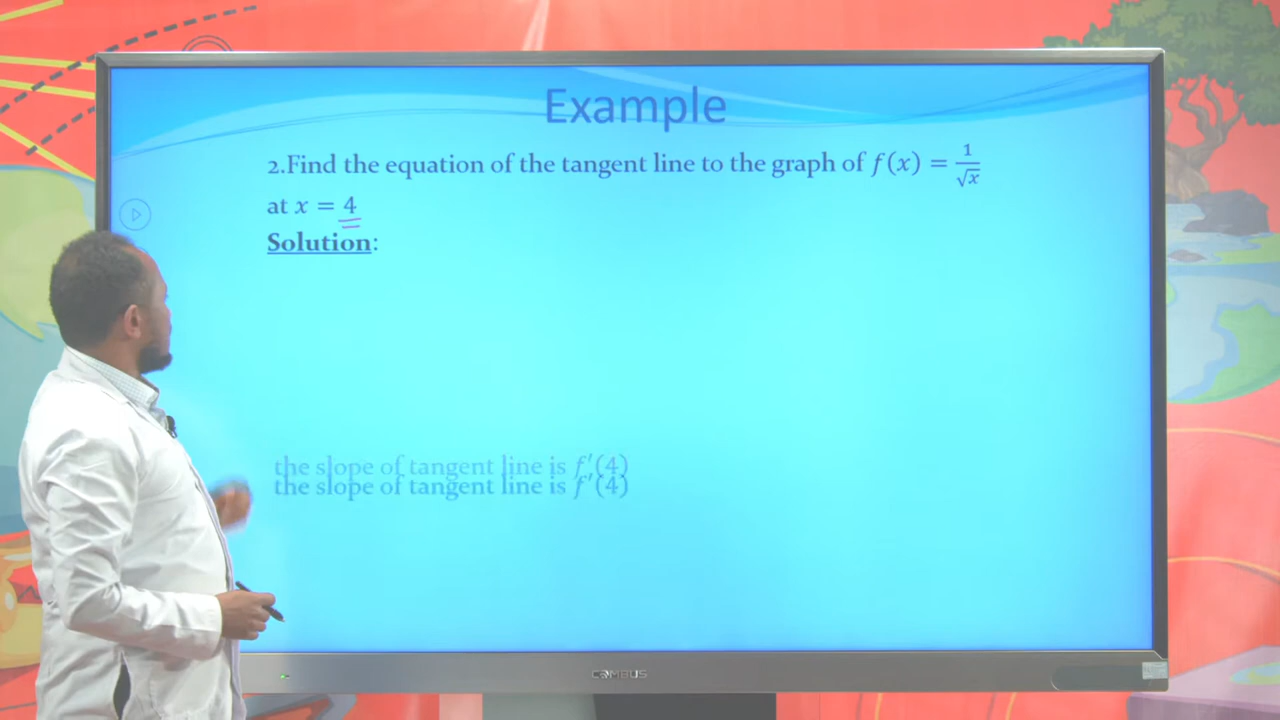 Example
2.Find the equation of the tangent line to the graph of f(x) = 1/√x
at x = 4
Solution:
the slope of tangent line is f′(4)
the slope of tangent line is f′(4)
COMBUS